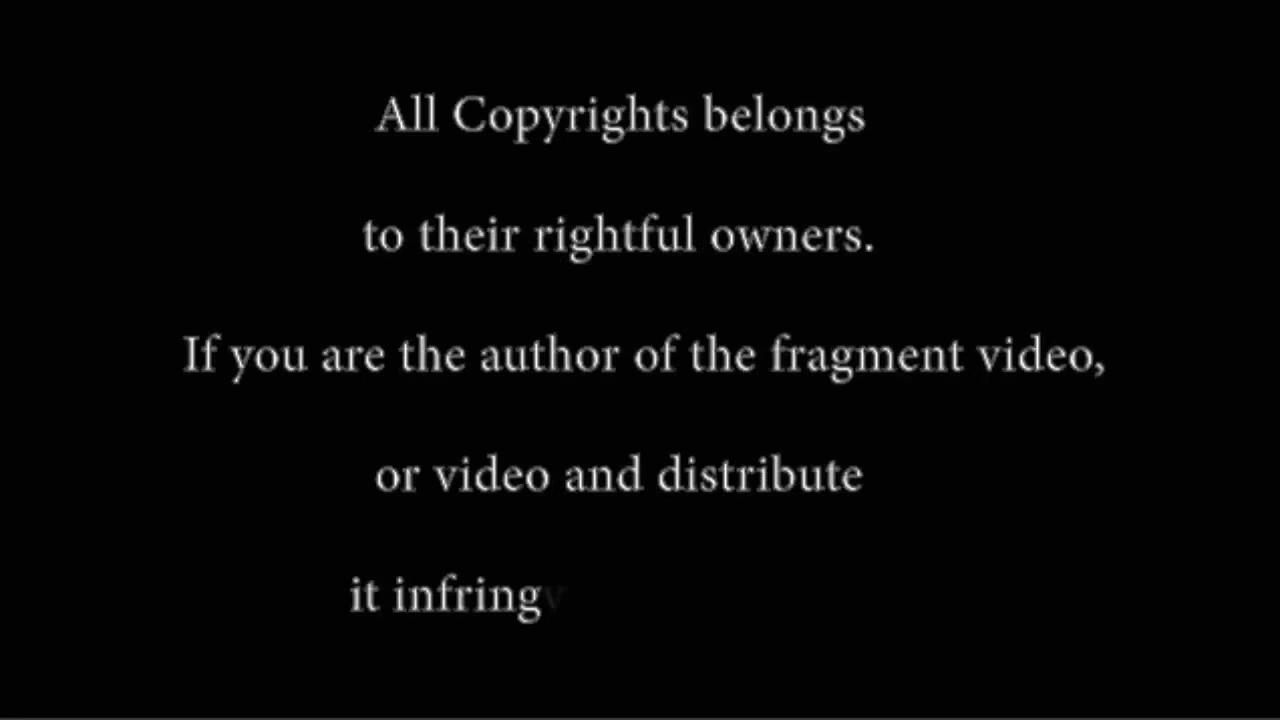 All Copyrights belongs
to their rightful owners.
If you are the author of the fragment video,
or video and distribute
it infring